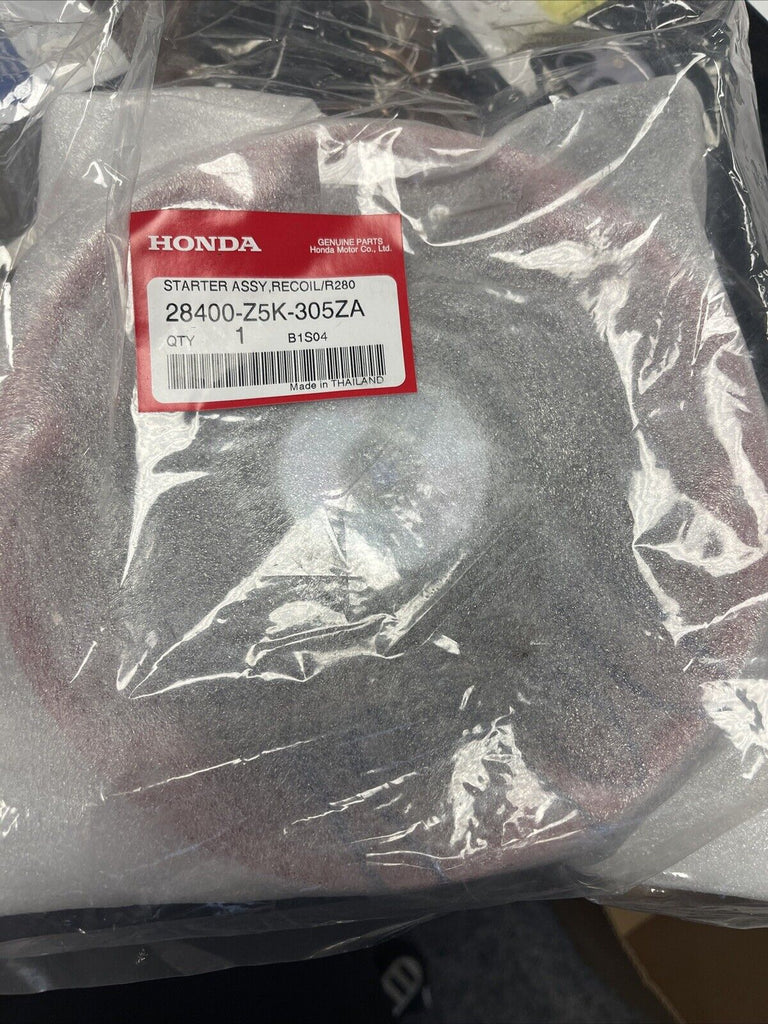 HONDA
GENUINE PARTS
Honda Motor Co., Ltd.
STARTER ASSY,RECOIL/R280
28400-Z5K-305ZA
QTY 1 B1S04
Made in THAILAND